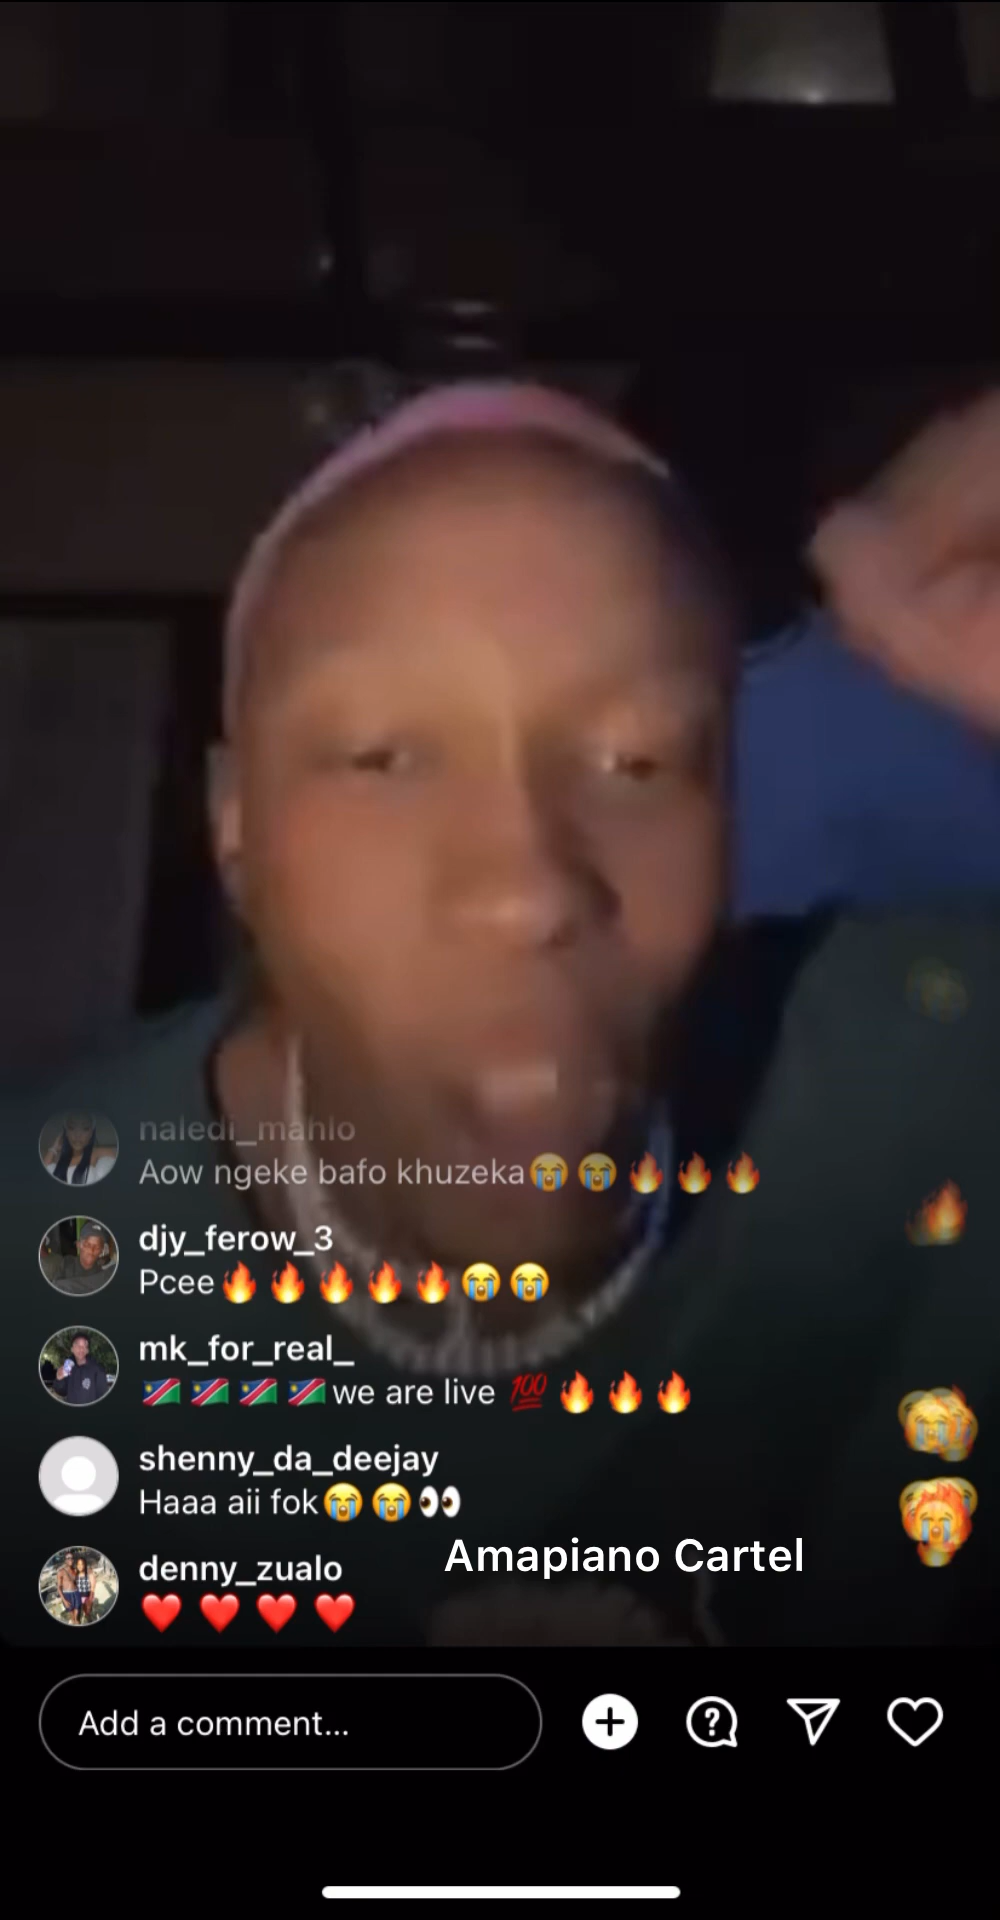 naledi_mahlo
Aow ngeke bafo khuzeka😭😭🔥🔥🔥
djy_ferow_3
Pcee🔥🔥🔥🔥🔥😭😭
mk_for_real_
🇳🇦🇳🇦🇳🇦🇳🇦we are live 💯🔥🔥🔥
shenny_da_deejay
Haaa aii fok😭😭👀
Amapiano Cartel
denny_zualo
❤️❤️❤️❤️
Add a comment...